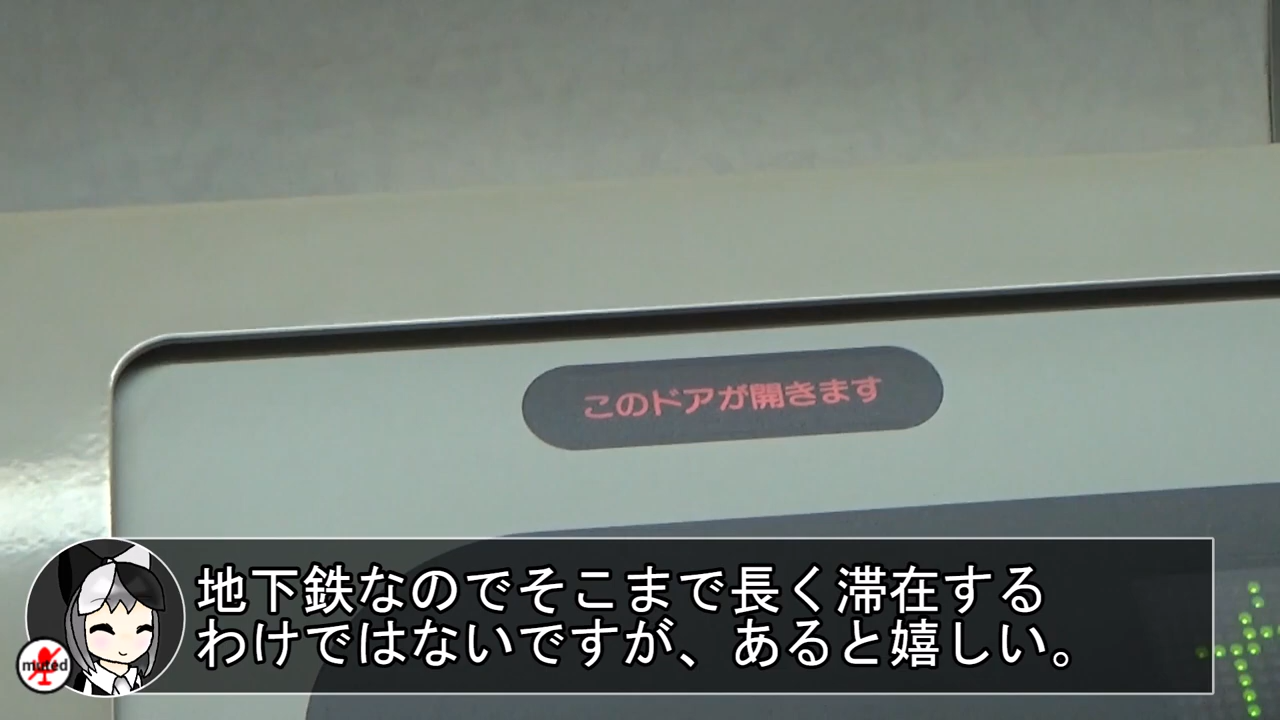 このドアが開きます
地下鉄なのでそこまで長く滞在する
わけではないですが、あると嬉しい。
muted